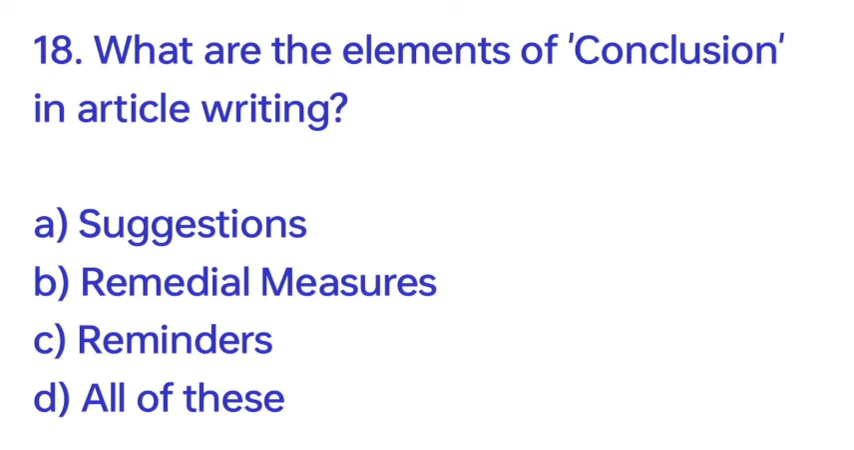 18. What are the elements of 'Conclusion'
in article writing?
a) Suggestions
b) Remedial Measures
c) Reminders
d) All of these